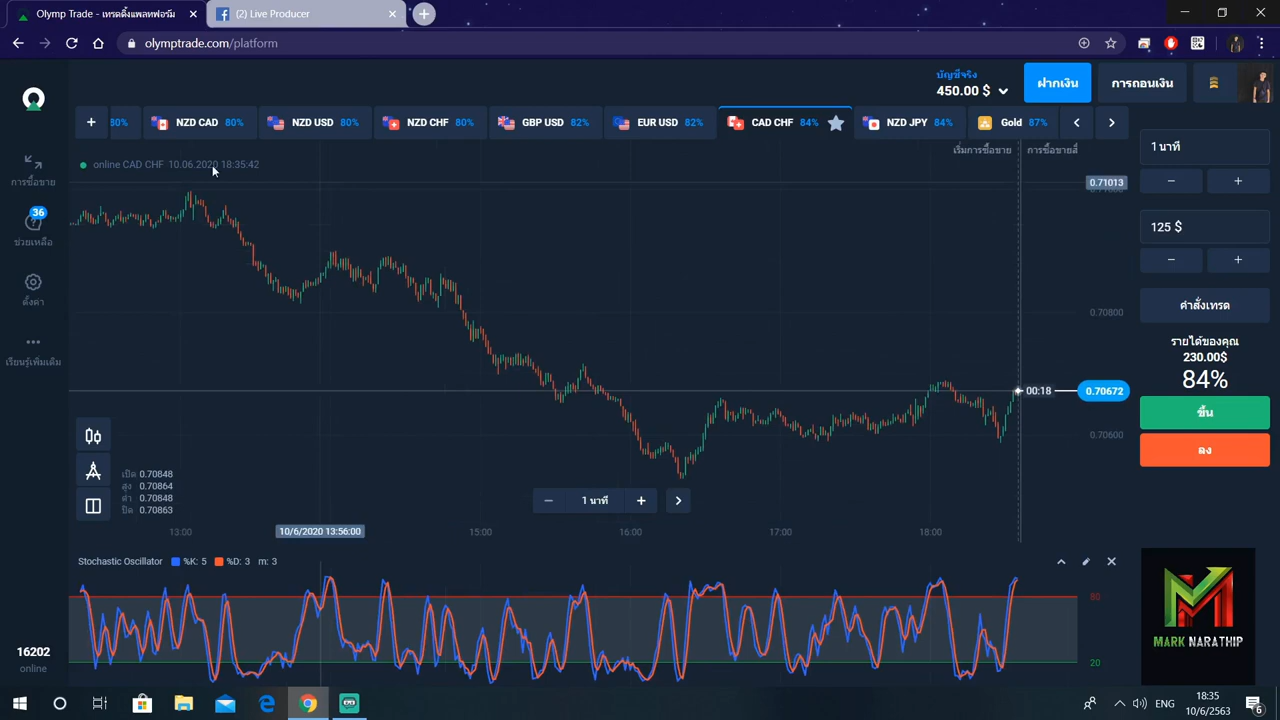 Olymp Trade - เทรดดิ้งแพลทฟอร์ม
(2) Live Producer
olymptrade.com/platform
บัญชีจริง
450.00 $
ฝากเงิน
การถอนเงิน
80%
NZD CAD 80%
NZD USD 80%
NZD CHF 80%
GBP USD 82%
EUR USD 82%
CAD CHF 84%
NZD JPY 84%
Gold 87%
online CAD CHF 10.06.2020 18:35:42
เริ่มการซื้อขาย
การซื้อขายสิ้
การซื้อขาย
36
ช่วยเหลือ
ตั้งค่า
เรียนรู้เพิ่มเติม
0.71013
0.70800
00:18
0.70672
0.70600
1 นาที
125 $
คำสั่งเทรด
รายได้ของคุณ
230.00$
84%
ขึ้น
ลง
เปิด 0.70848
สูง 0.70864
ต่ำ 0.70848
ปิด 0.70863
1 นาที
13:00
10/6/2020 13:56:00
15:00
16:00
17:00
18:00
Stochastic Oscillator %K: 5 %D: 3 m: 3
80
20
16202
online
MARK NARATHIP
ENG
18:35
10/6/2563
6